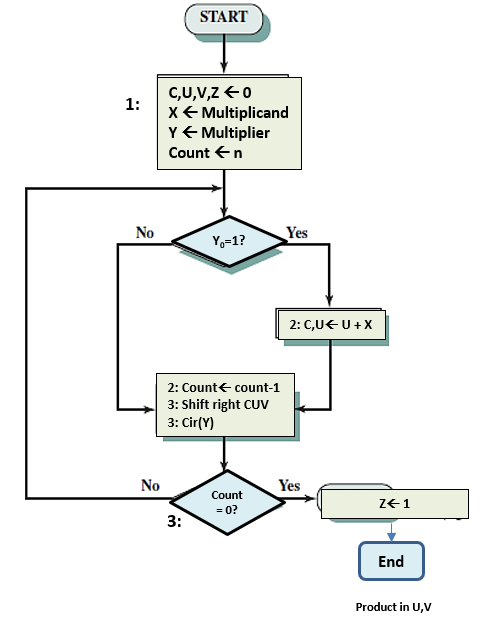 START
1:
C,U,V,Z ← 0
X ← Multiplicand
Y ← Multiplier
Count ← n
No
Y₀=1?
Yes
2: C,U← U + X
2: Count← count-1
3: Shift right CUV
3: Cir(Y)
No
Count
= 0?
Yes
3:
Z← 1
End
Product in U,V